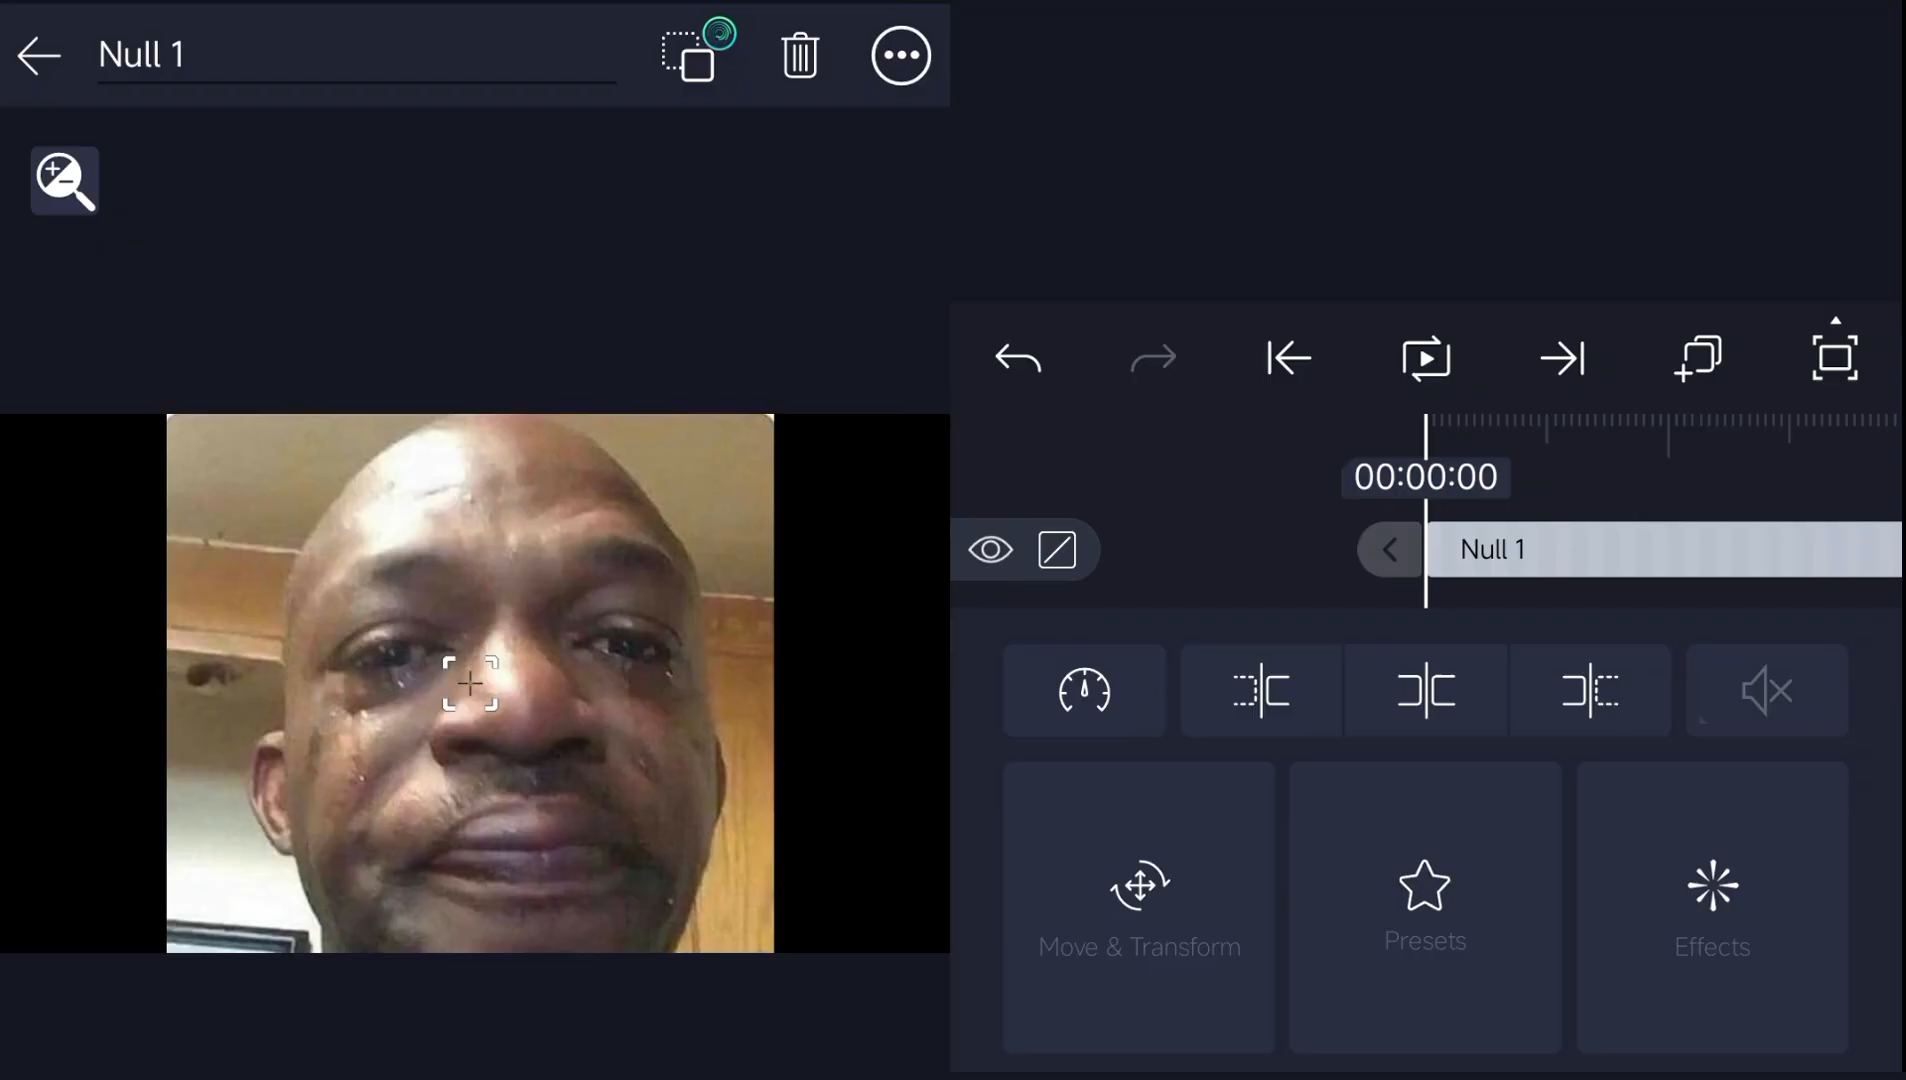 Null 1
00:00:00
Null 1
Move & Transform
Presets
Effects